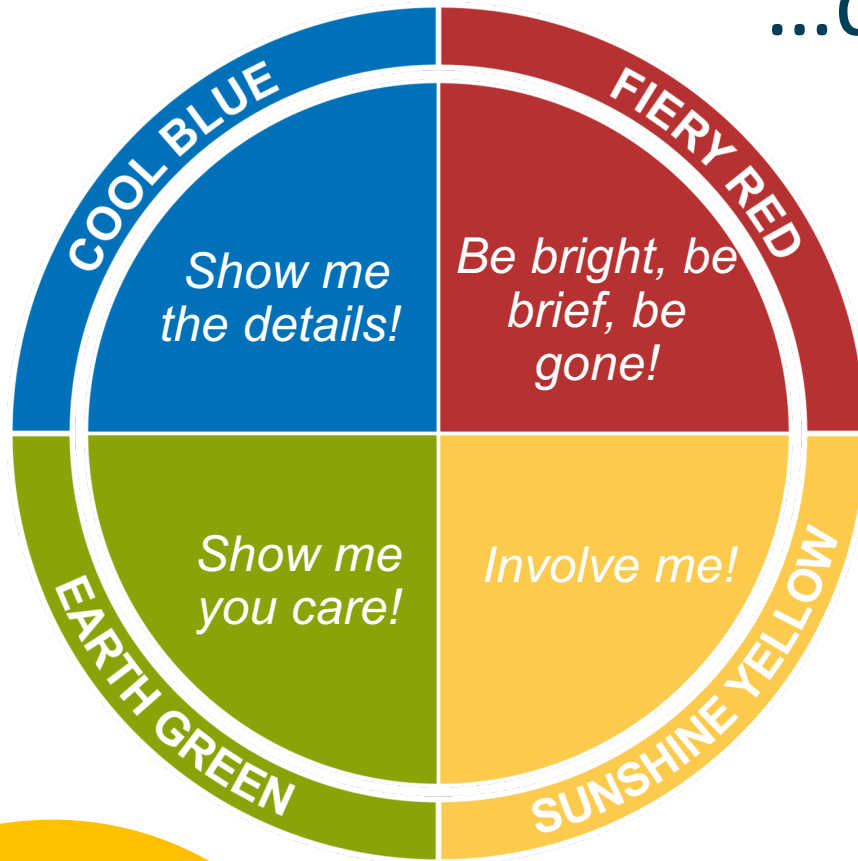 COOL BLUE
FIERY RED
Show me
the details!
Be bright, be
brief, be
gone!
Show me
you care!
Involve me!
EARTH GREEN
SUNSHINE YELLOW